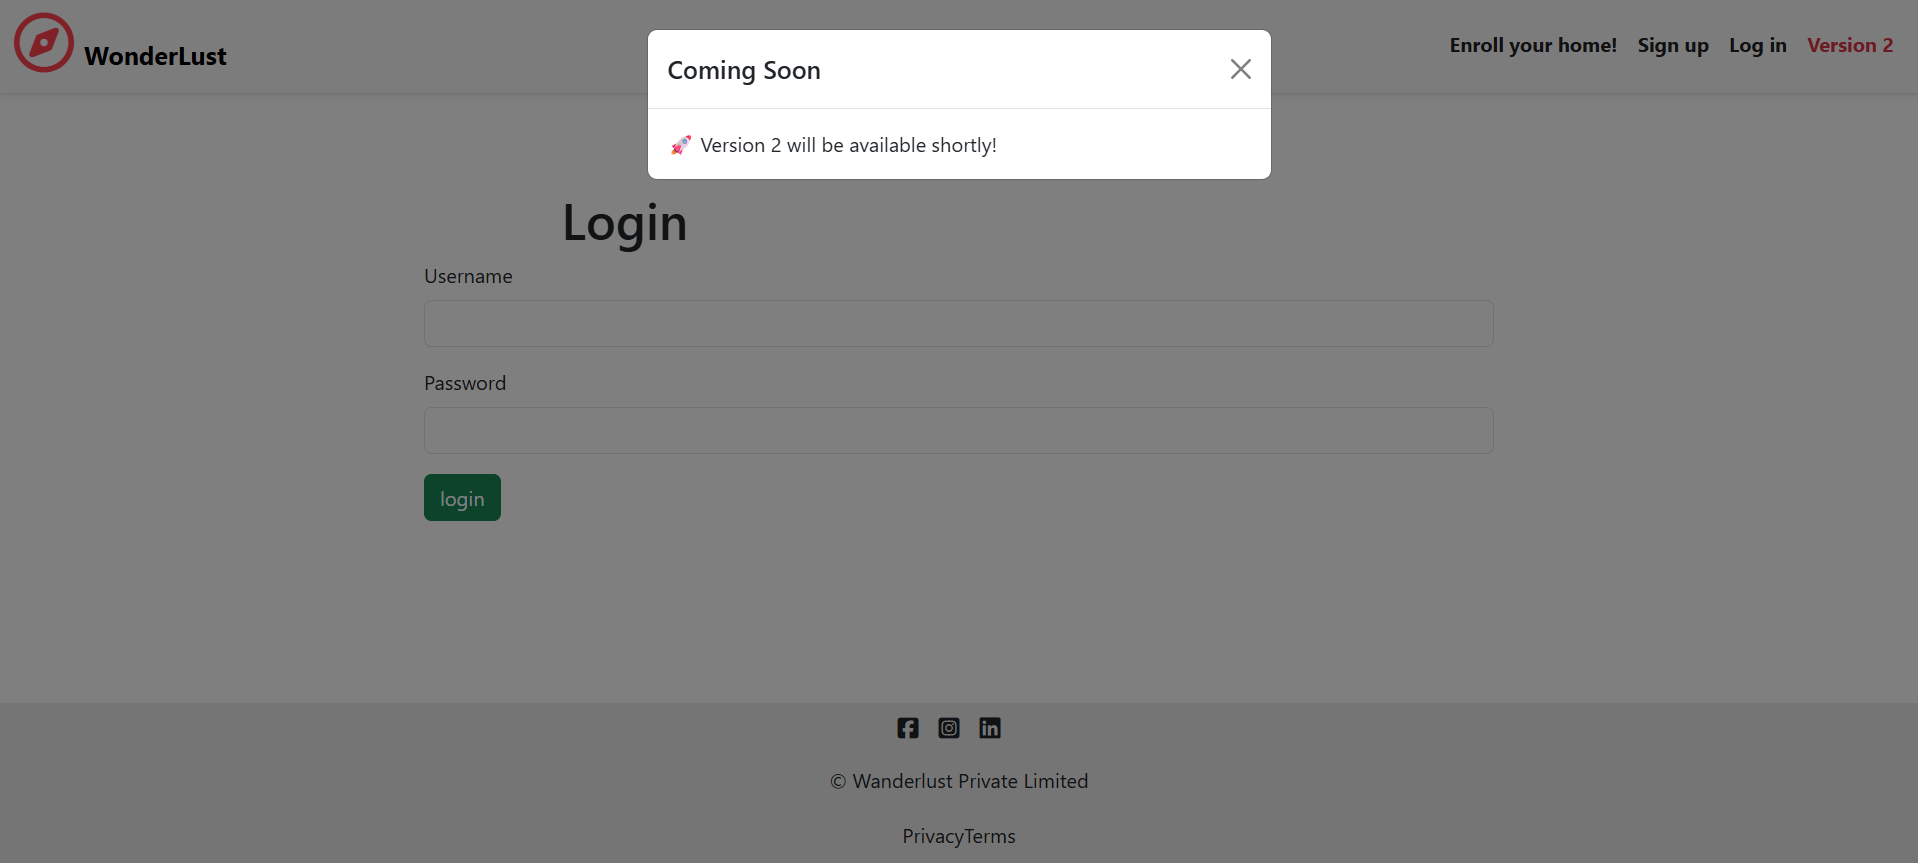 WonderLust
Enroll your home! Sign up Log in Version 2
Coming Soon
🚀 Version 2 will be available shortly!
Login
Username
Password
login
© Wanderlust Private Limited
PrivacyTerms